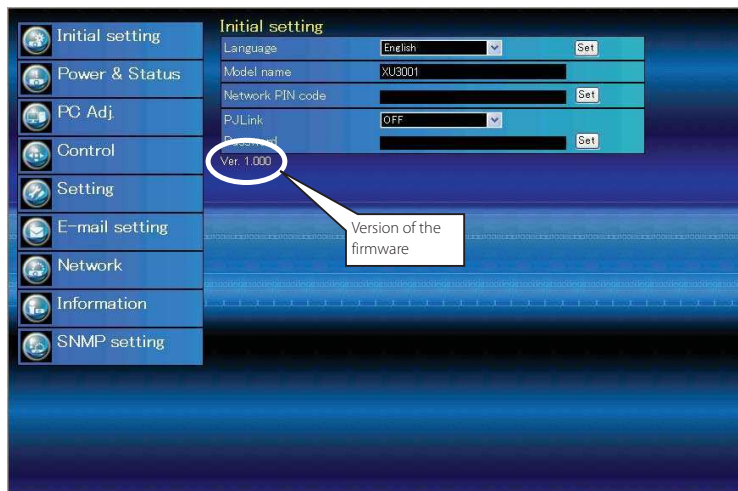 Initial setting
Power & Status
PC Adj.
Control
Setting
E-mail setting
Network
Information
SNMP setting
Initial setting
Language English Set
Model name XU3001
Network PIN code Set
PJLink OFF
Password Set
Ver. 1.000
Version of the
firmware